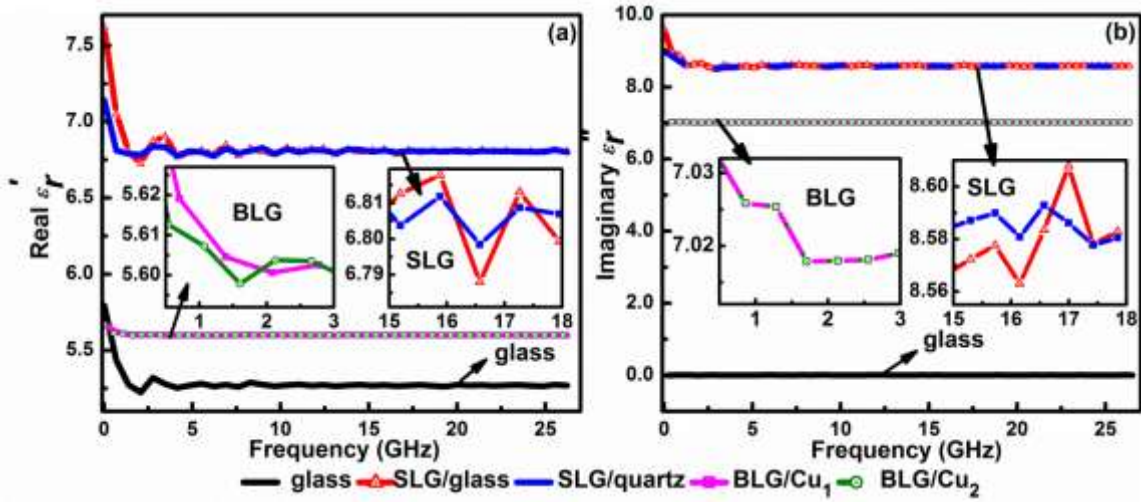 (a)
Real εr'
7.5
7.0
6.5
6.0
5.5
BLG
5.62
5.61
5.60
1 2 3
SLG
6.81
6.80
6.79
15 16 17 18
glass
0 5 10 15 20 25
Frequency (GHz)
(b)
Imaginary εr"
10.0
8.0
6.0
4.0
2.0
0.0
BLG
7.03
7.02
1 2 3
SLG
8.60
8.58
8.56
15 16 17 18
glass
0 5 10 15 20 25
Frequency (GHz)
glass SLG/glass SLG/quartz BLG/Cu1 BLG/Cu2